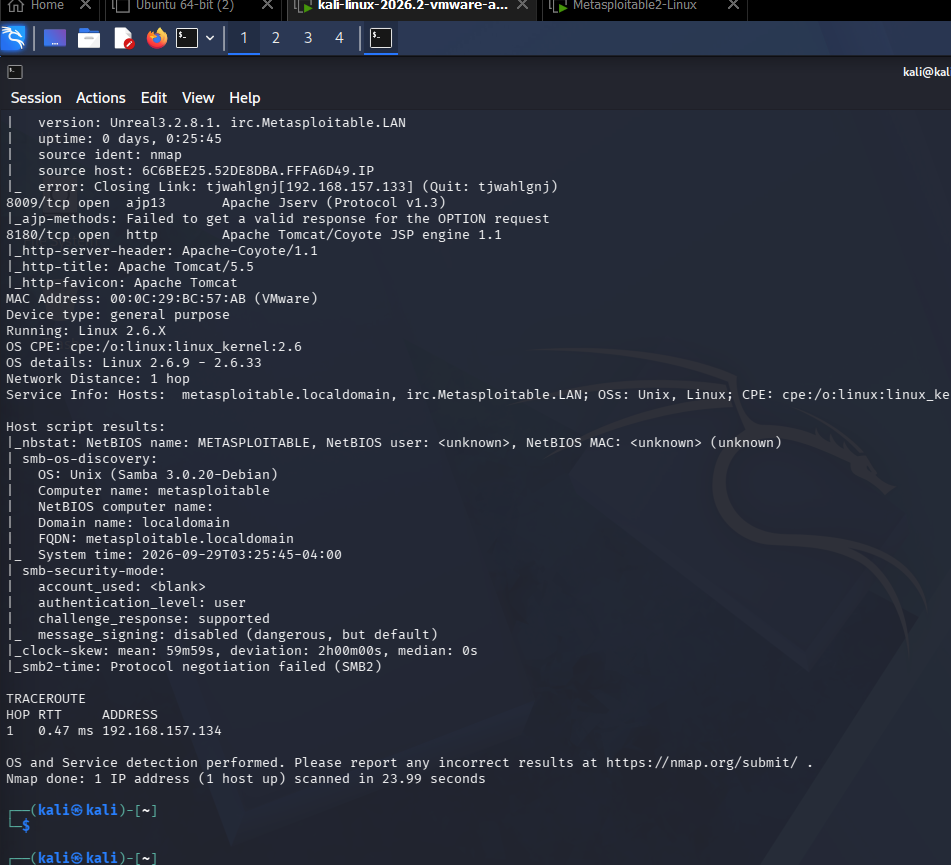 Home
Ubuntu 64-bit (2)
kali-linux-2026.2-vmware-a...
Metasploitable2-Linux
1 2 3 4
kali@kal
Session Actions Edit View Help
|   version: Unreal3.2.8.1. irc.Metasploitable.LAN
|   uptime: 0 days, 0:25:45
|   source ident: nmap
|   source host: 6C6BEE25.52DE8DBA.FFFA6D49.IP
|_  error: Closing Link: tjwahlgnj[192.168.157.133] (Quit: tjwahlgnj)
8009/tcp open  ajp13       Apache Jserv (Protocol v1.3)
|_ajp-methods: Failed to get a valid response for the OPTION request
8180/tcp open  http        Apache Tomcat/Coyote JSP engine 1.1
|_http-server-header: Apache-Coyote/1.1
|_http-title: Apache Tomcat/5.5
|_http-favicon: Apache Tomcat
MAC Address: 00:0C:29:BC:57:AB (VMware)
Device type: general purpose
Running: Linux 2.6.X
OS CPE: cpe:/o:linux:linux_kernel:2.6
OS details: Linux 2.6.9 - 2.6.33
Network Distance: 1 hop
Service Info: Hosts:  metasploitable.localdomain, irc.Metasploitable.LAN; OSs: Unix, Linux; CPE: cpe:/o:linux:linux_ke
Host script results:
|_nbstat: NetBIOS name: METASPLOITABLE, NetBIOS user: <unknown>, NetBIOS MAC: <unknown> (unknown)
| smb-os-discovery:
|   OS: Unix (Samba 3.0.20-Debian)
|   Computer name: metasploitable
|   NetBIOS computer name:
|   Domain name: localdomain
|   FQDN: metasploitable.localdomain
|_  System time: 2026-09-29T03:25:45-04:00
| smb-security-mode:
|   account_used: <blank>
|   authentication_level: user
|   challenge_response: supported
|_  message_signing: disabled (dangerous, but default)
|_clock-skew: mean: 59m59s, deviation: 2h00m00s, median: 0s
|_smb2-time: Protocol negotiation failed (SMB2)
TRACEROUTE
HOP RTT     ADDRESS
1   0.47 ms 192.168.157.134
OS and Service detection performed. Please report any incorrect results at https://nmap.org/submit/ .
Nmap done: 1 IP address (1 host up) scanned in 23.99 seconds
┌──(kali㉿kali)-[~]
└─$
┌──(kali㉿kali)-[~]